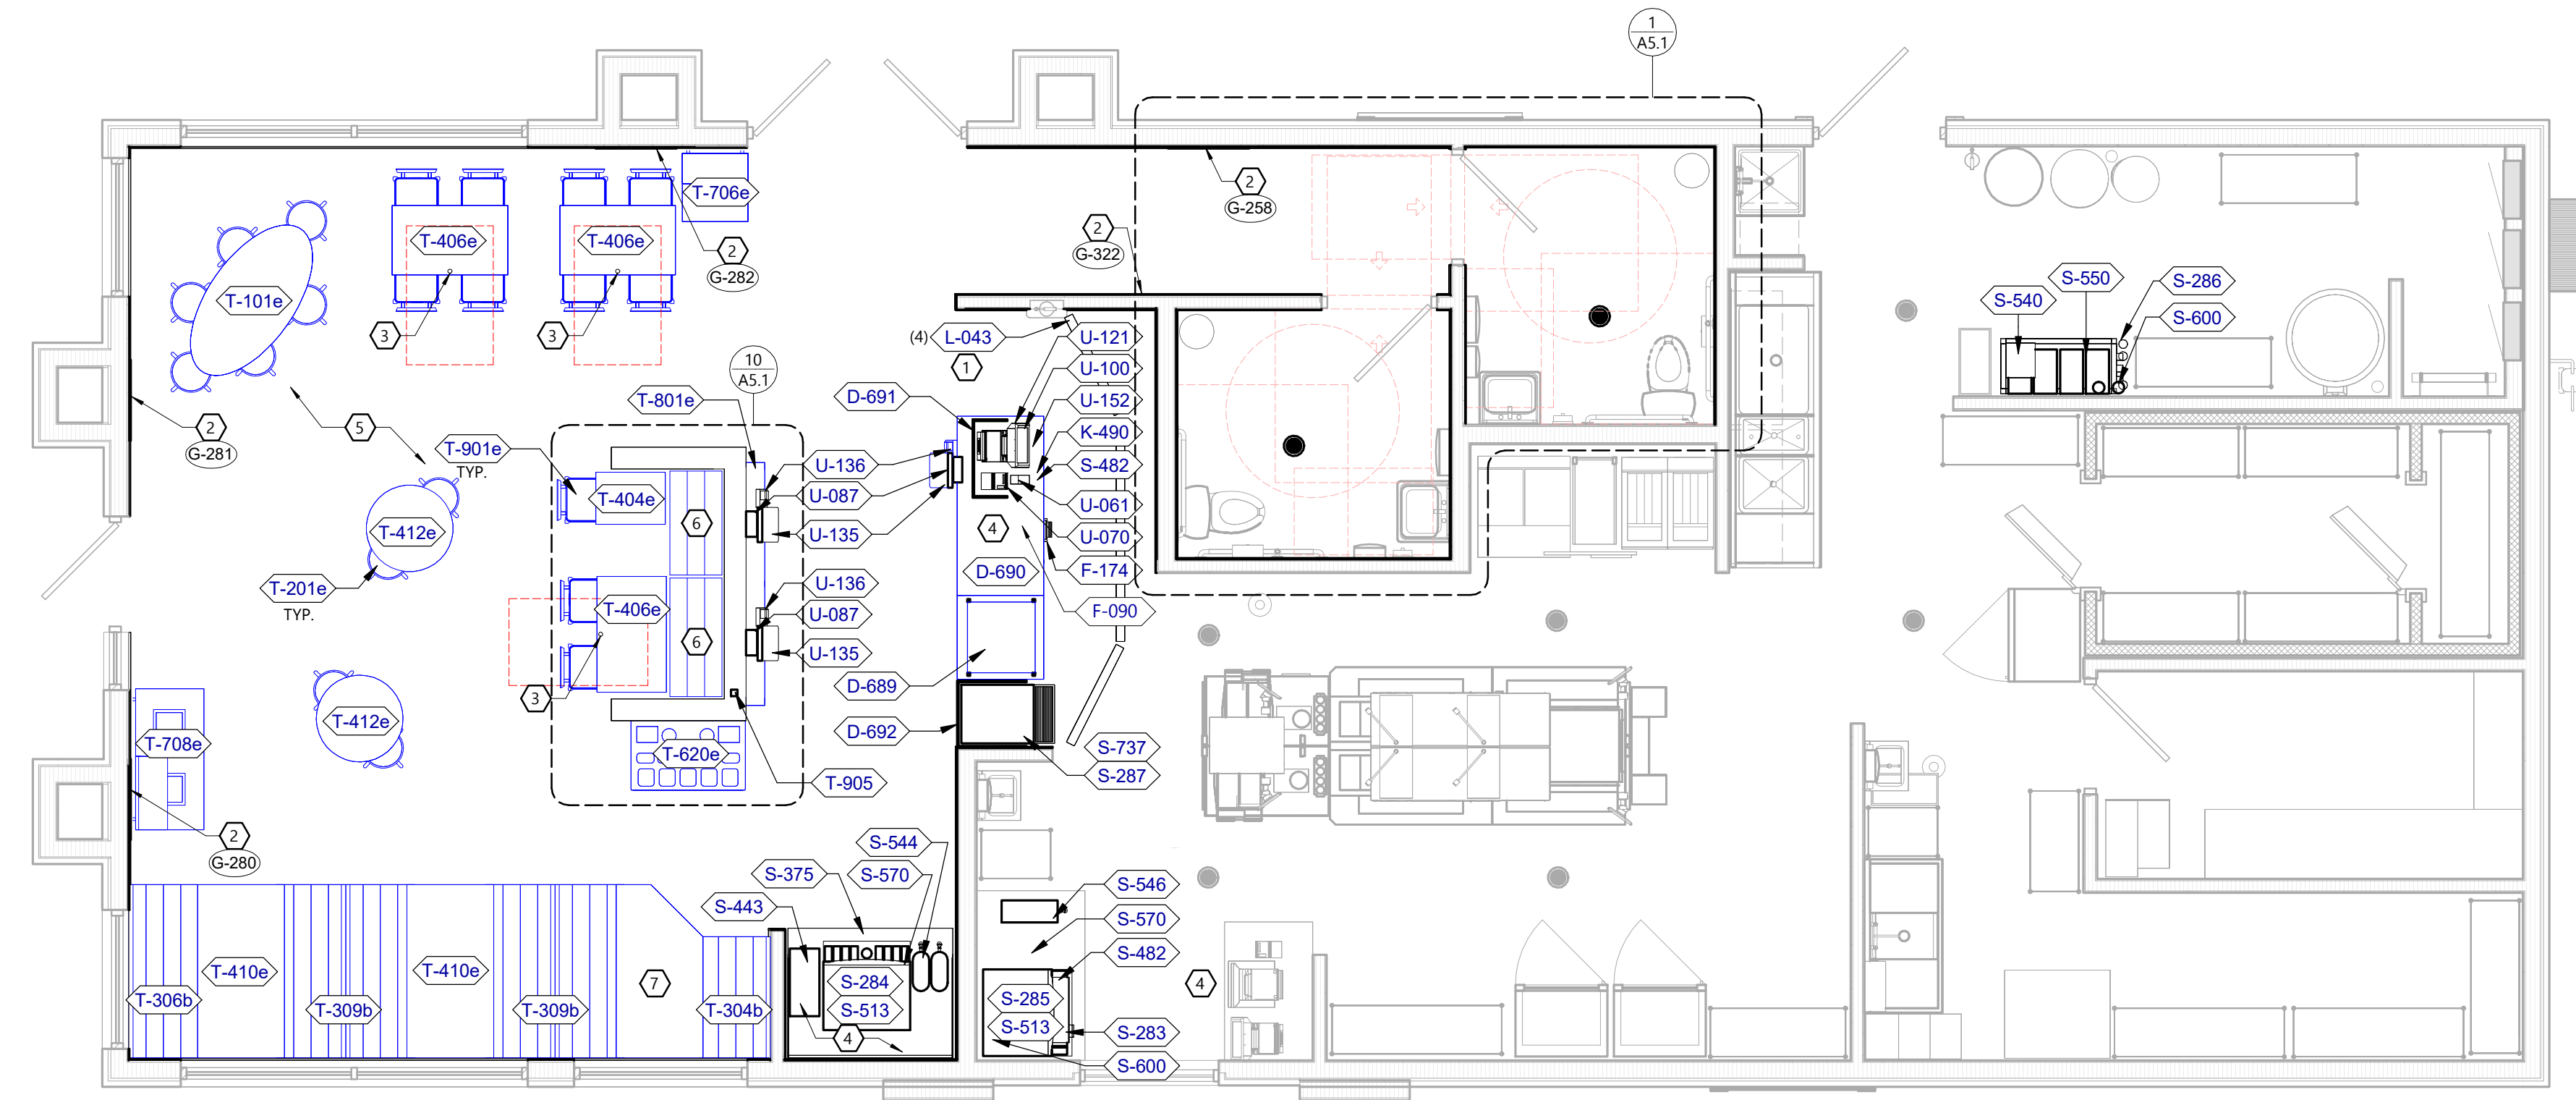 1
A5.1
T-706e
2
G-258
T-406e
T-406e
2
G-322
2
G-282
S-550
S-286
T-101e
S-540
S-600
3
3
(4) L-043
U-121
10
A5.1
1
U-100
T-801e
D-691
U-152
2
G-281
5
K-490
T-901e
TYP.
U-136
S-482
T-404e
U-087
U-061
6
T-412e
U-135
4
U-070
D-690
F-174
T-201e
TYP.
U-136
T-406e
U-087
F-090
6
U-135
3
D-689
T-412e
D-692
T-708e
T-620e
S-737
S-287
T-905
2
G-280
S-544
S-375
S-570
S-546
S-443
S-570
S-482
T-410e
T-410e
7
S-284
4
T-306b
T-309b
T-309b
T-304b
S-513
S-285
S-513
S-283
4
S-600